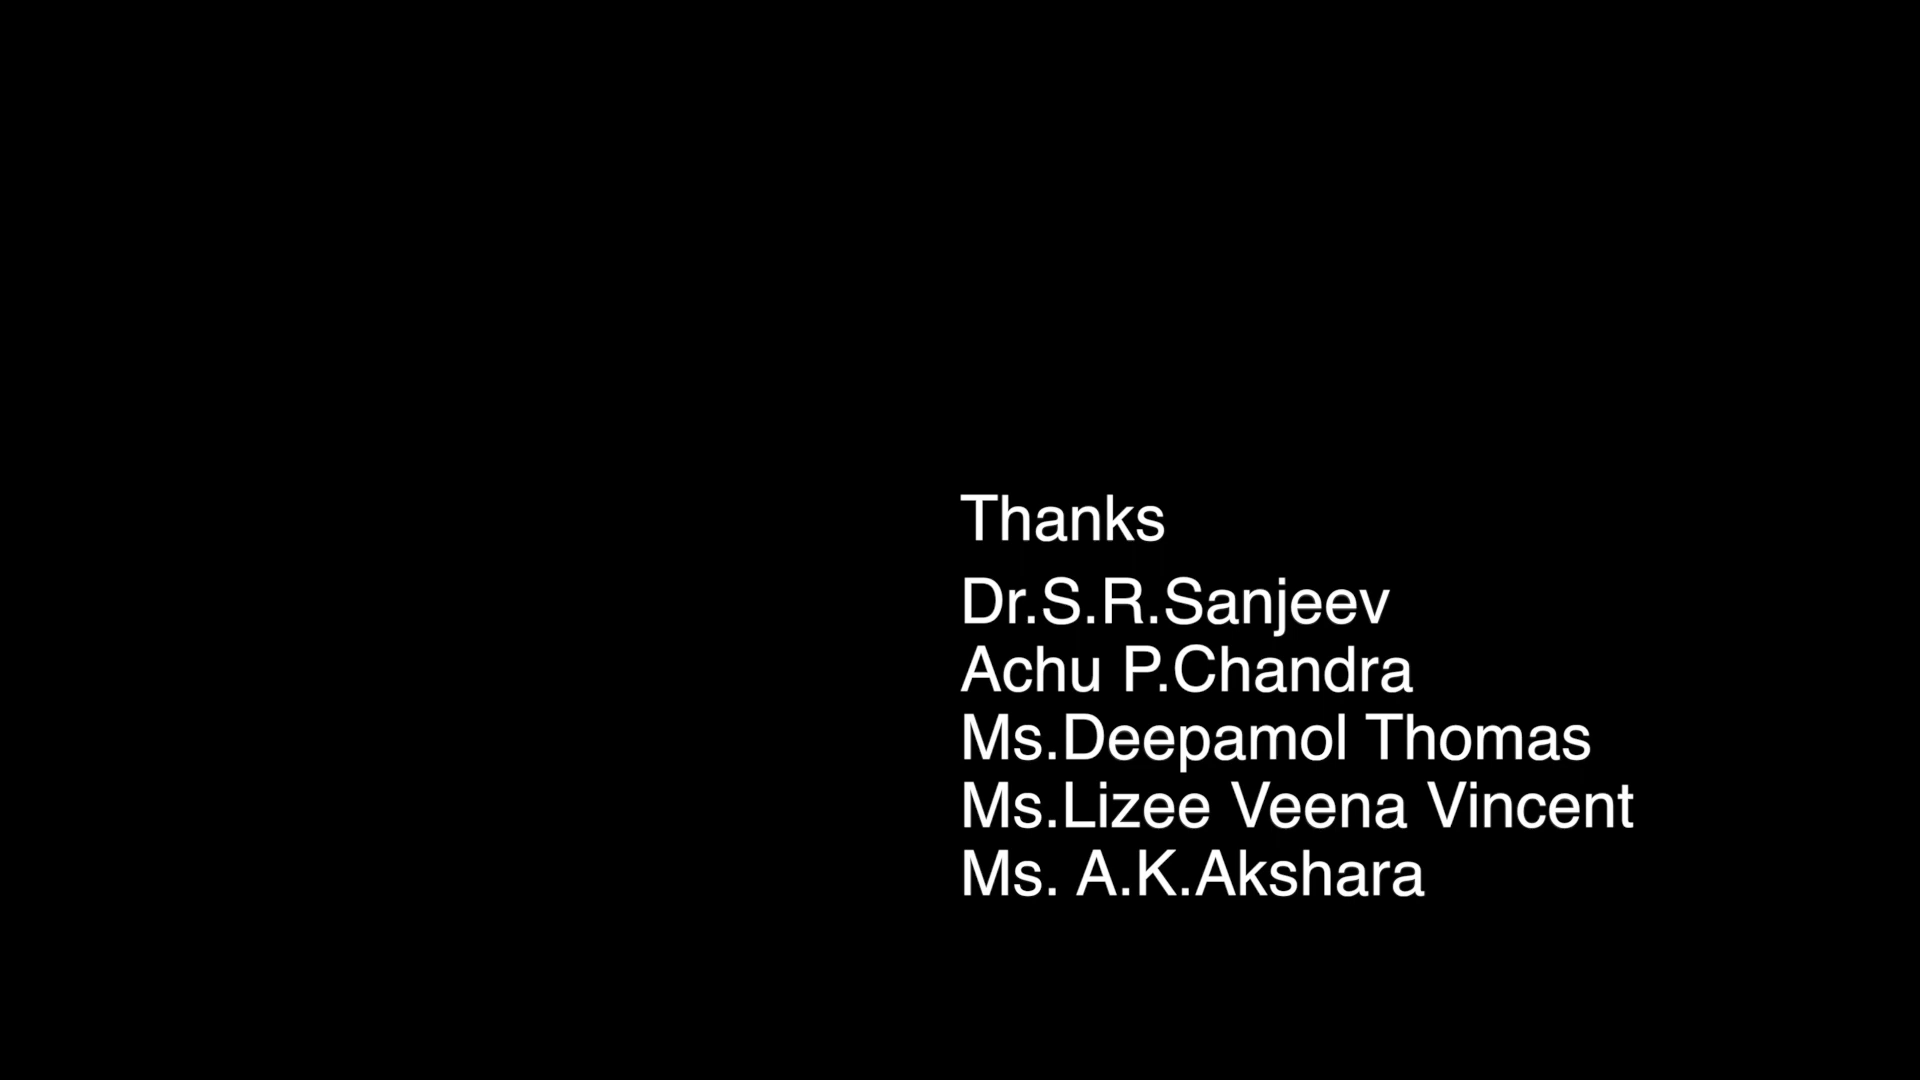 Thanks
Dr.S.R.Sanjeev
Achu P.Chandra
Ms.Deepamol Thomas
Ms.Lizee Veena Vincent
Ms. A.K.Akshara